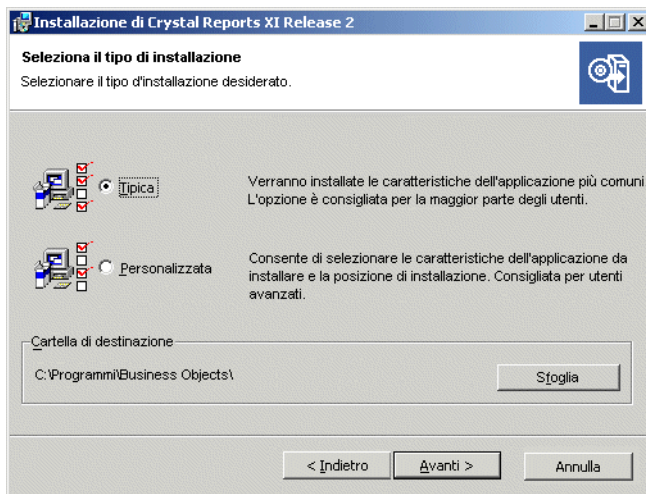 Installazione di Crystal Reports XI Release 2
Seleziona il tipo di installazione
Selezionare il tipo d'installazione desiderato.
Tipica
Verranno installate le caratteristiche dell'applicazione più comuni
L'opzione è consigliata per la maggior parte degli utenti.
Personalizzata
Consente di selezionare le caratteristiche dell'applicazione da
installare e la posizione di installazione. Consigliata per utenti
avanzati.
Cartella di destinazione
C:\Programmi\Business Objects\
Sfoglia
< Indietro
Avanti >
Annulla